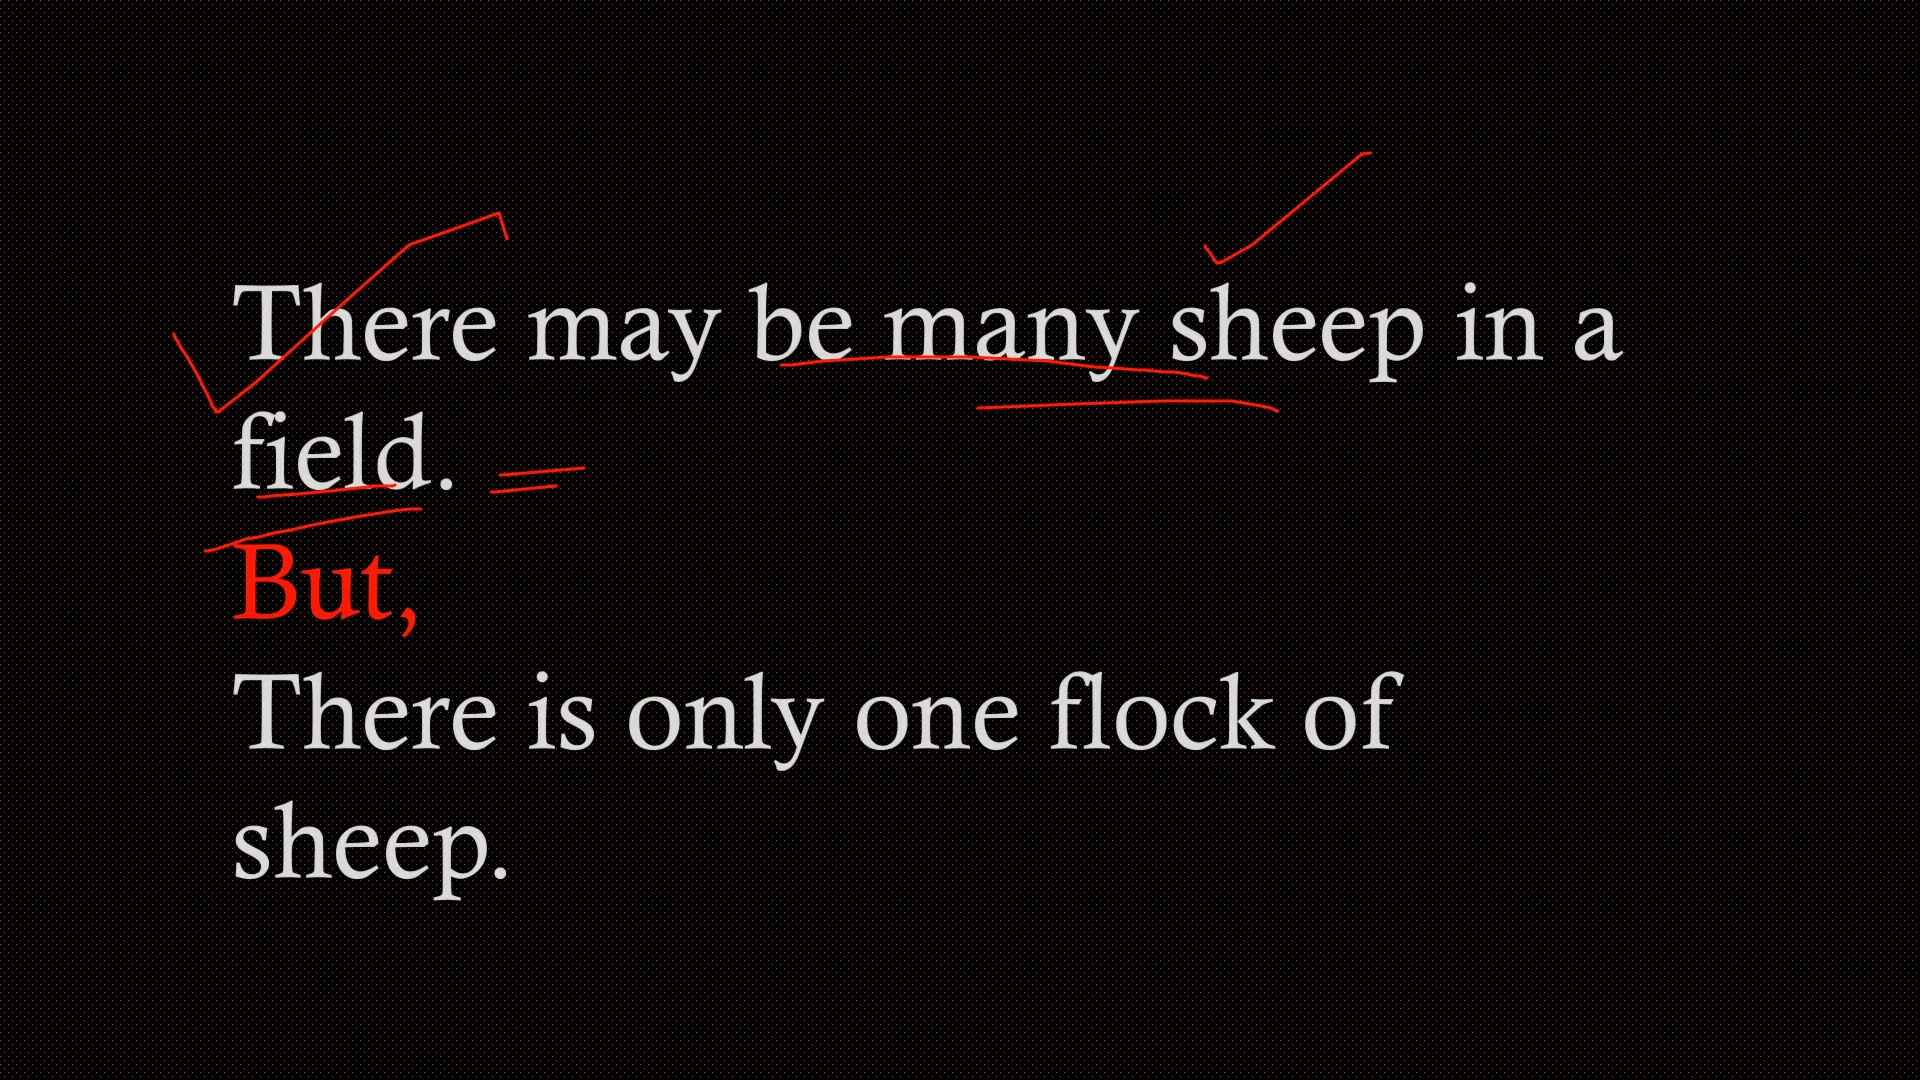 There may be many sheep in a
field.
But,
There is only one flock of
sheep.